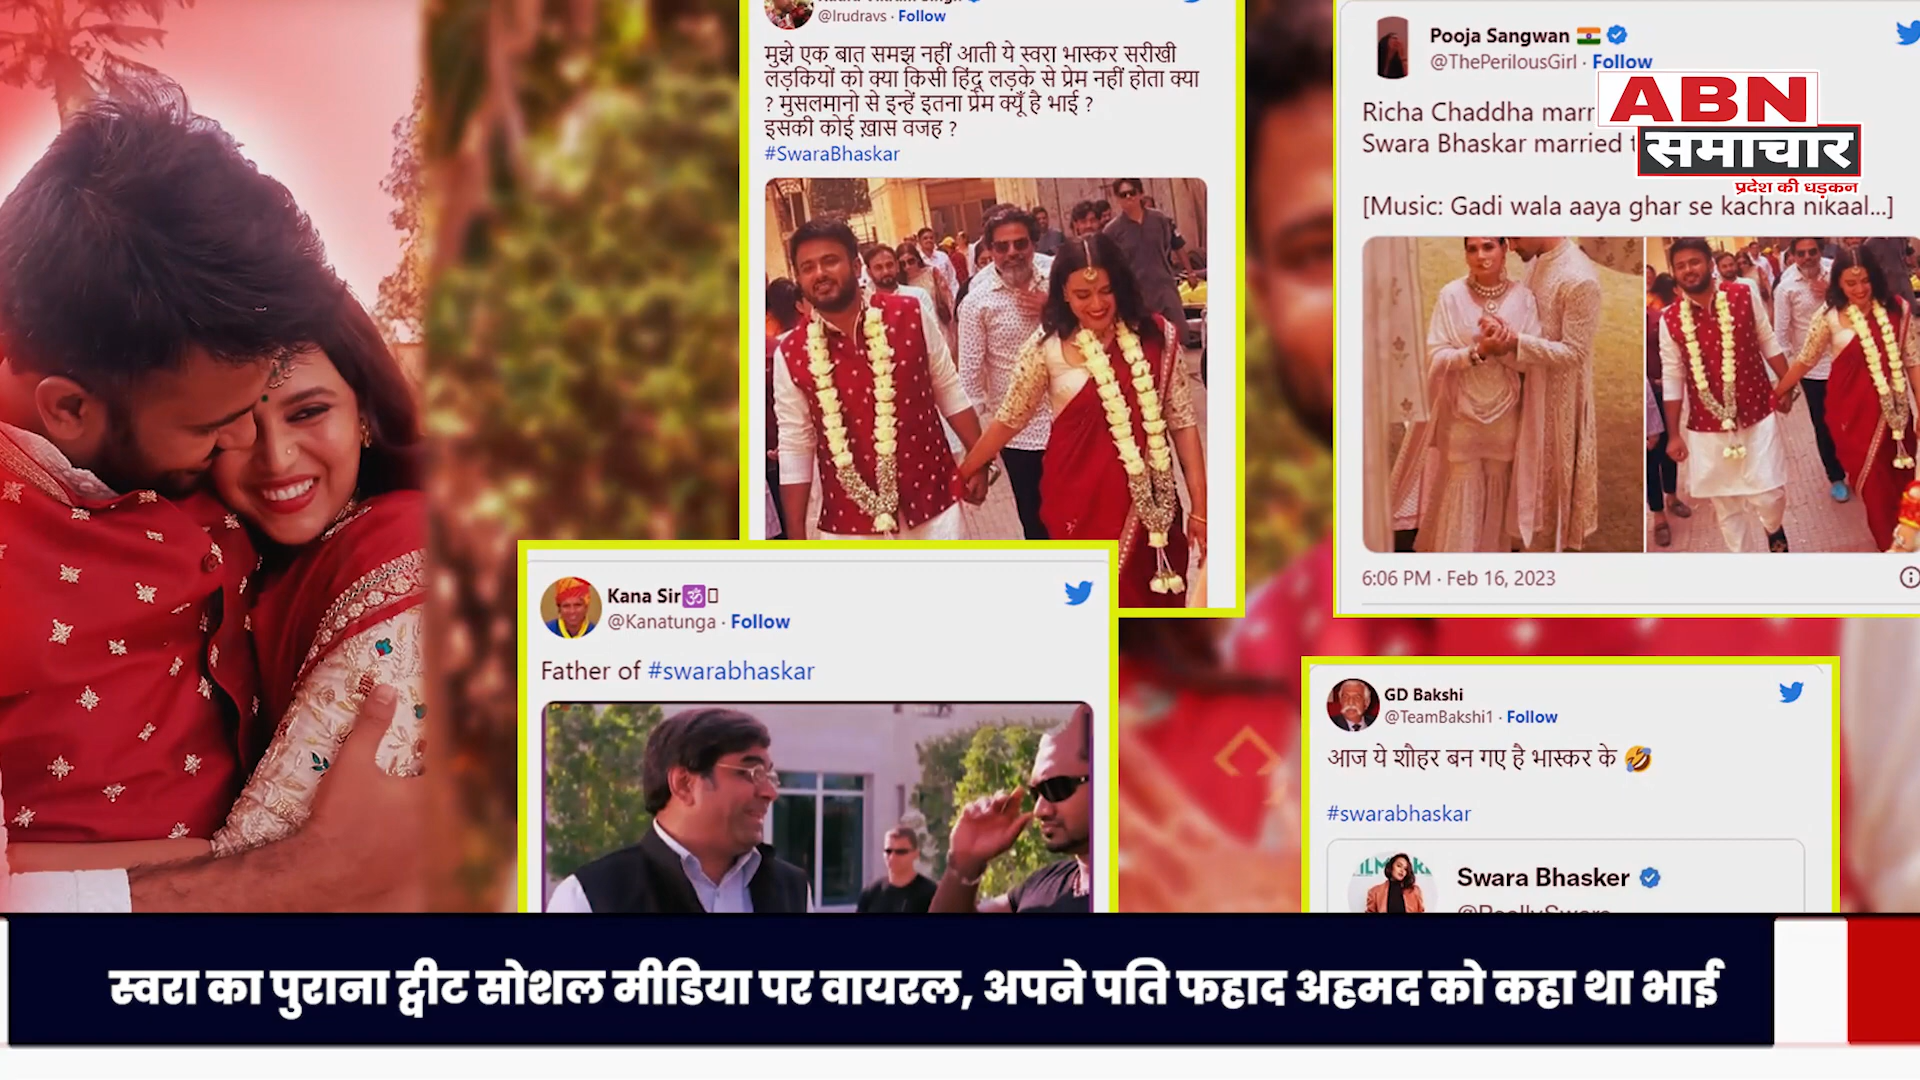 @Irudravs · Follow
मुझे एक बात समझ नहीं आती ये स्वरा भास्कर सरीखी
लड़कियों को क्या किसी हिंदू लड़के से प्रेम नहीं होता क्या
? मुसलमानो से इन्हें इतना प्रेम क्यूँ है भाई ?
इसकी कोई ख़ास वजह ?
#SwaraBhaskar
Pooja Sangwan
@ThePerilousGirl · Follow
Richa Chaddha marr
Swara Bhaskar married
[Music: Gadi wala aaya ghar se kachra nikaal...]
6:06 PM · Feb 16, 2023
ABN
समाचार
प्रदेश की धड़कन
Kana Sir🕉
@Kanatunga · Follow
Father of #swarabhaskar
GD Bakshi
@TeamBakshi1 · Follow
आज ये शौहर बन गए है भास्कर के 🤣
#swarabhaskar
Swara Bhasker
स्वरा का पुराना ट्वीट सोशल मीडिया पर वायरल, अपने पति फहाद अहमद को कहा था भाई